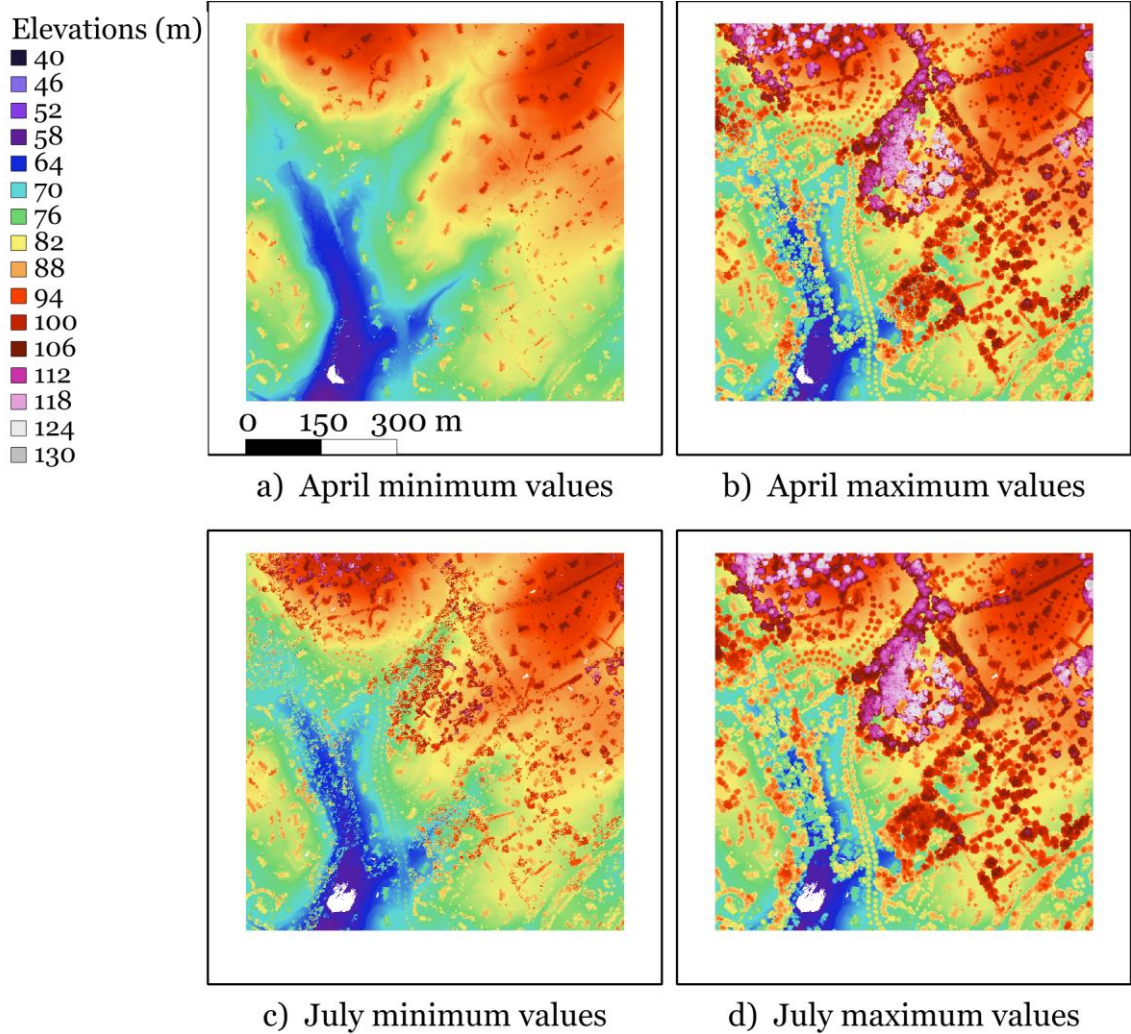 Elevations (m)
40
46
52
58
64
70
76
82
88
94
100
106
112
118
124
130
0 150 300 m
a) April minimum values
b) April maximum values
c) July minimum values
d) July maximum values